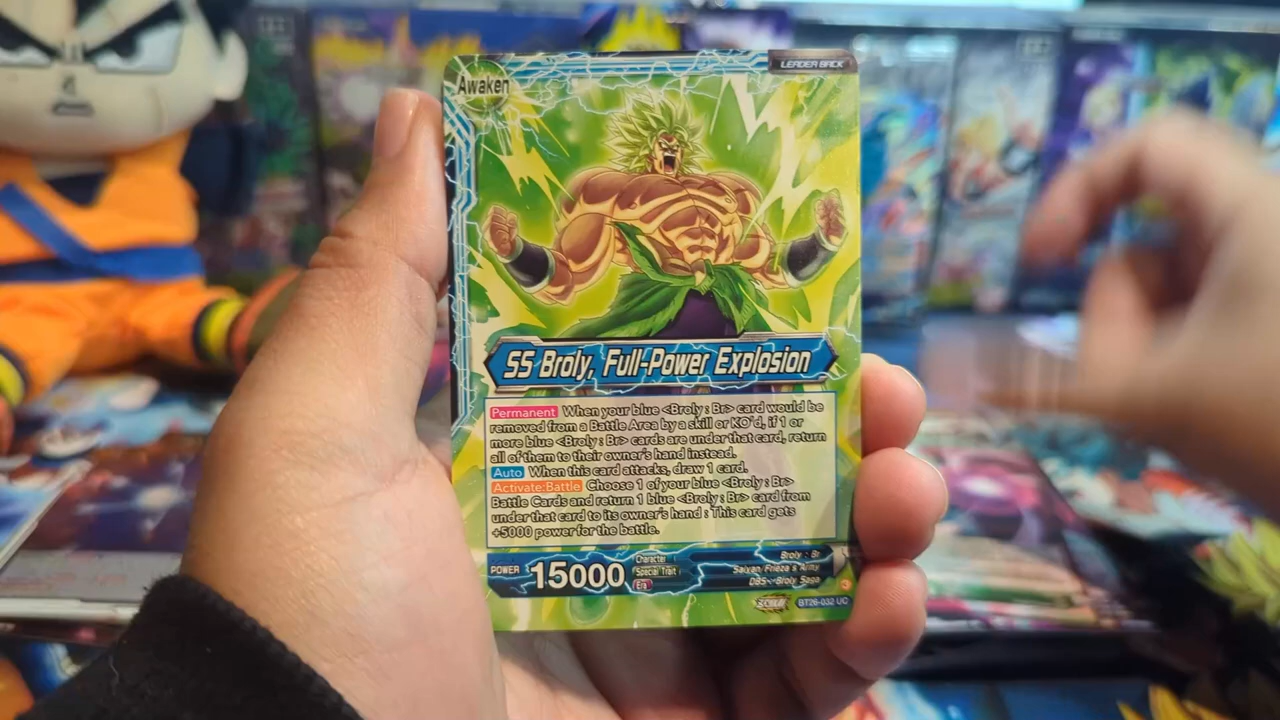 LEADER BACK
Awaken
SS Broly, Full-Power Explosion
Permanent When your blue <Broly : Br> card would be
removed from a Battle Area by a skill or KO'd, if 1 or
more blue <Broly : Br> cards are under that card, return
all of them to their owner's hand instead.
Auto When this card attacks, draw 1 card.
Activate:Battle Choose 1 of your blue <Broly : Br>
Battle Cards and return 1 blue <Broly : Br> card from
under that card to its owner's hand : This card gets
+5000 power for the battle.
POWER 15000
Character Broly : Br
Special Trait Saiyan/Frieza's Army
Era DBS - Broly Saga
BT26-032 UC